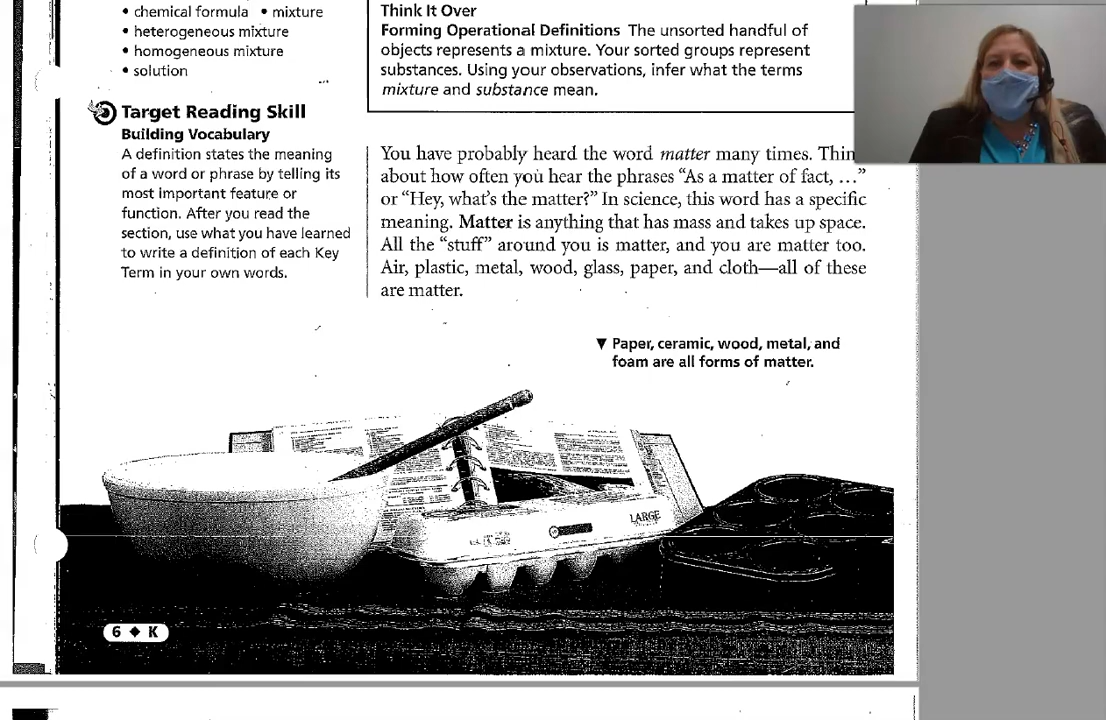 • chemical formula • mixture
• heterogeneous mixture
• homogeneous mixture
• solution
Target Reading Skill
Building Vocabulary
A definition states the meaning
of a word or phrase by telling its
most important feature or
function. After you read the
section, use what you have learned
to write a definition of each Key
Term in your own words.
Think It Over
Forming Operational Definitions The unsorted handful of
objects represents a mixture. Your sorted groups represent
substances. Using your observations, infer what the terms
mixture and substance mean.
You have probably heard the word matter many times. Thin
about how often you hear the phrases “As a matter of fact, ...”
or “Hey, what’s the matter?” In science, this word has a specific
meaning. Matter is anything that has mass and takes up space.
All the “stuff” around you is matter, and you are matter too.
Air, plastic, metal, wood, glass, paper, and cloth—all of these
are matter.
▼ Paper, ceramic, wood, metal, and
foam are all forms of matter.
LARGE
6 ◆ K